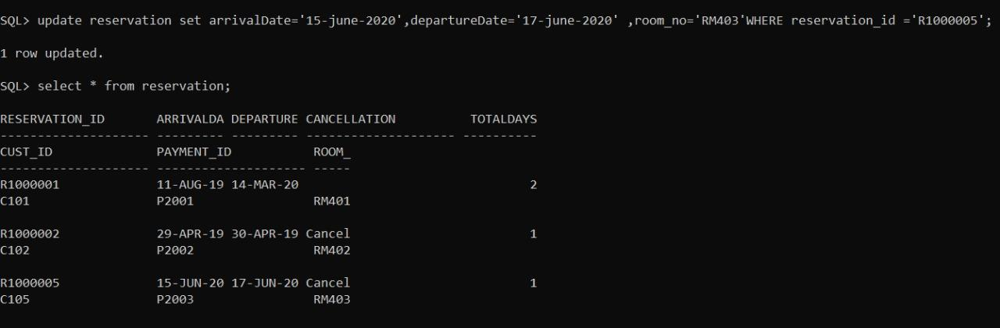 SQL> update reservation set arrivalDate='15-june-2020',departureDate='17-june-2020' ,room_no='RM403'WHERE reservation_id ='R1000005';
1 row updated.
SQL> select * from reservation;
RESERVATION_ID       ARRIVALDA DEPARTURE CANCELLATION          TOTALDAYS
-------------------- --------- --------- -------------------- ----------
CUST_ID              PAYMENT_ID           ROOM_
-------------------- -------------------- -----
R1000001             11-AUG-19 14-MAR-20                               2
C101                 P2001                RM401
R1000002             29-APR-19 30-APR-19 Cancel                        1
C102                 P2002                RM402
R1000005             15-JUN-20 17-JUN-20 Cancel                        1
C105                 P2003                RM403